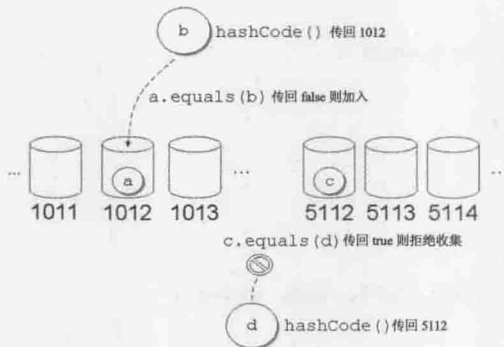 b hashCode() 传回 1012
a.equals(b) 传回 false 则加入
... a ... c ..
1011 1012 1013 5112 5113 5114
c.equals(d) 传回 true 则拒绝收集
d hashCode()传回 5112